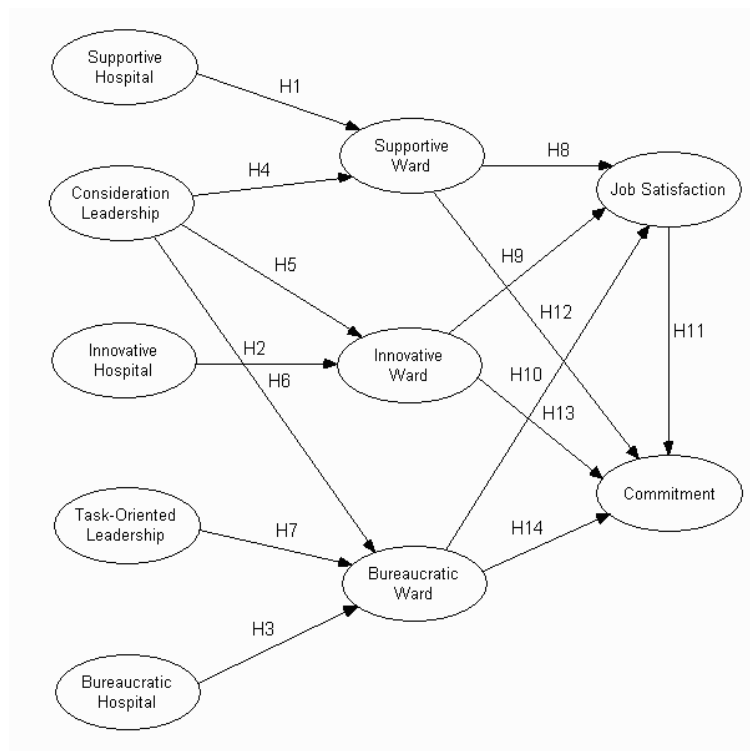 Supportive
Hospital
H1
Supportive
Ward
H8
Job Satisfaction
Consideration
Leadership
H4
H5
H9
H12
H11
Innovative
Hospital
H2
H6
Innovative
Ward
H10
H13
Commitment
Task-Oriented
Leadership
H7
H14
Bureaucratic
Ward
H3
Bureaucratic
Hospital